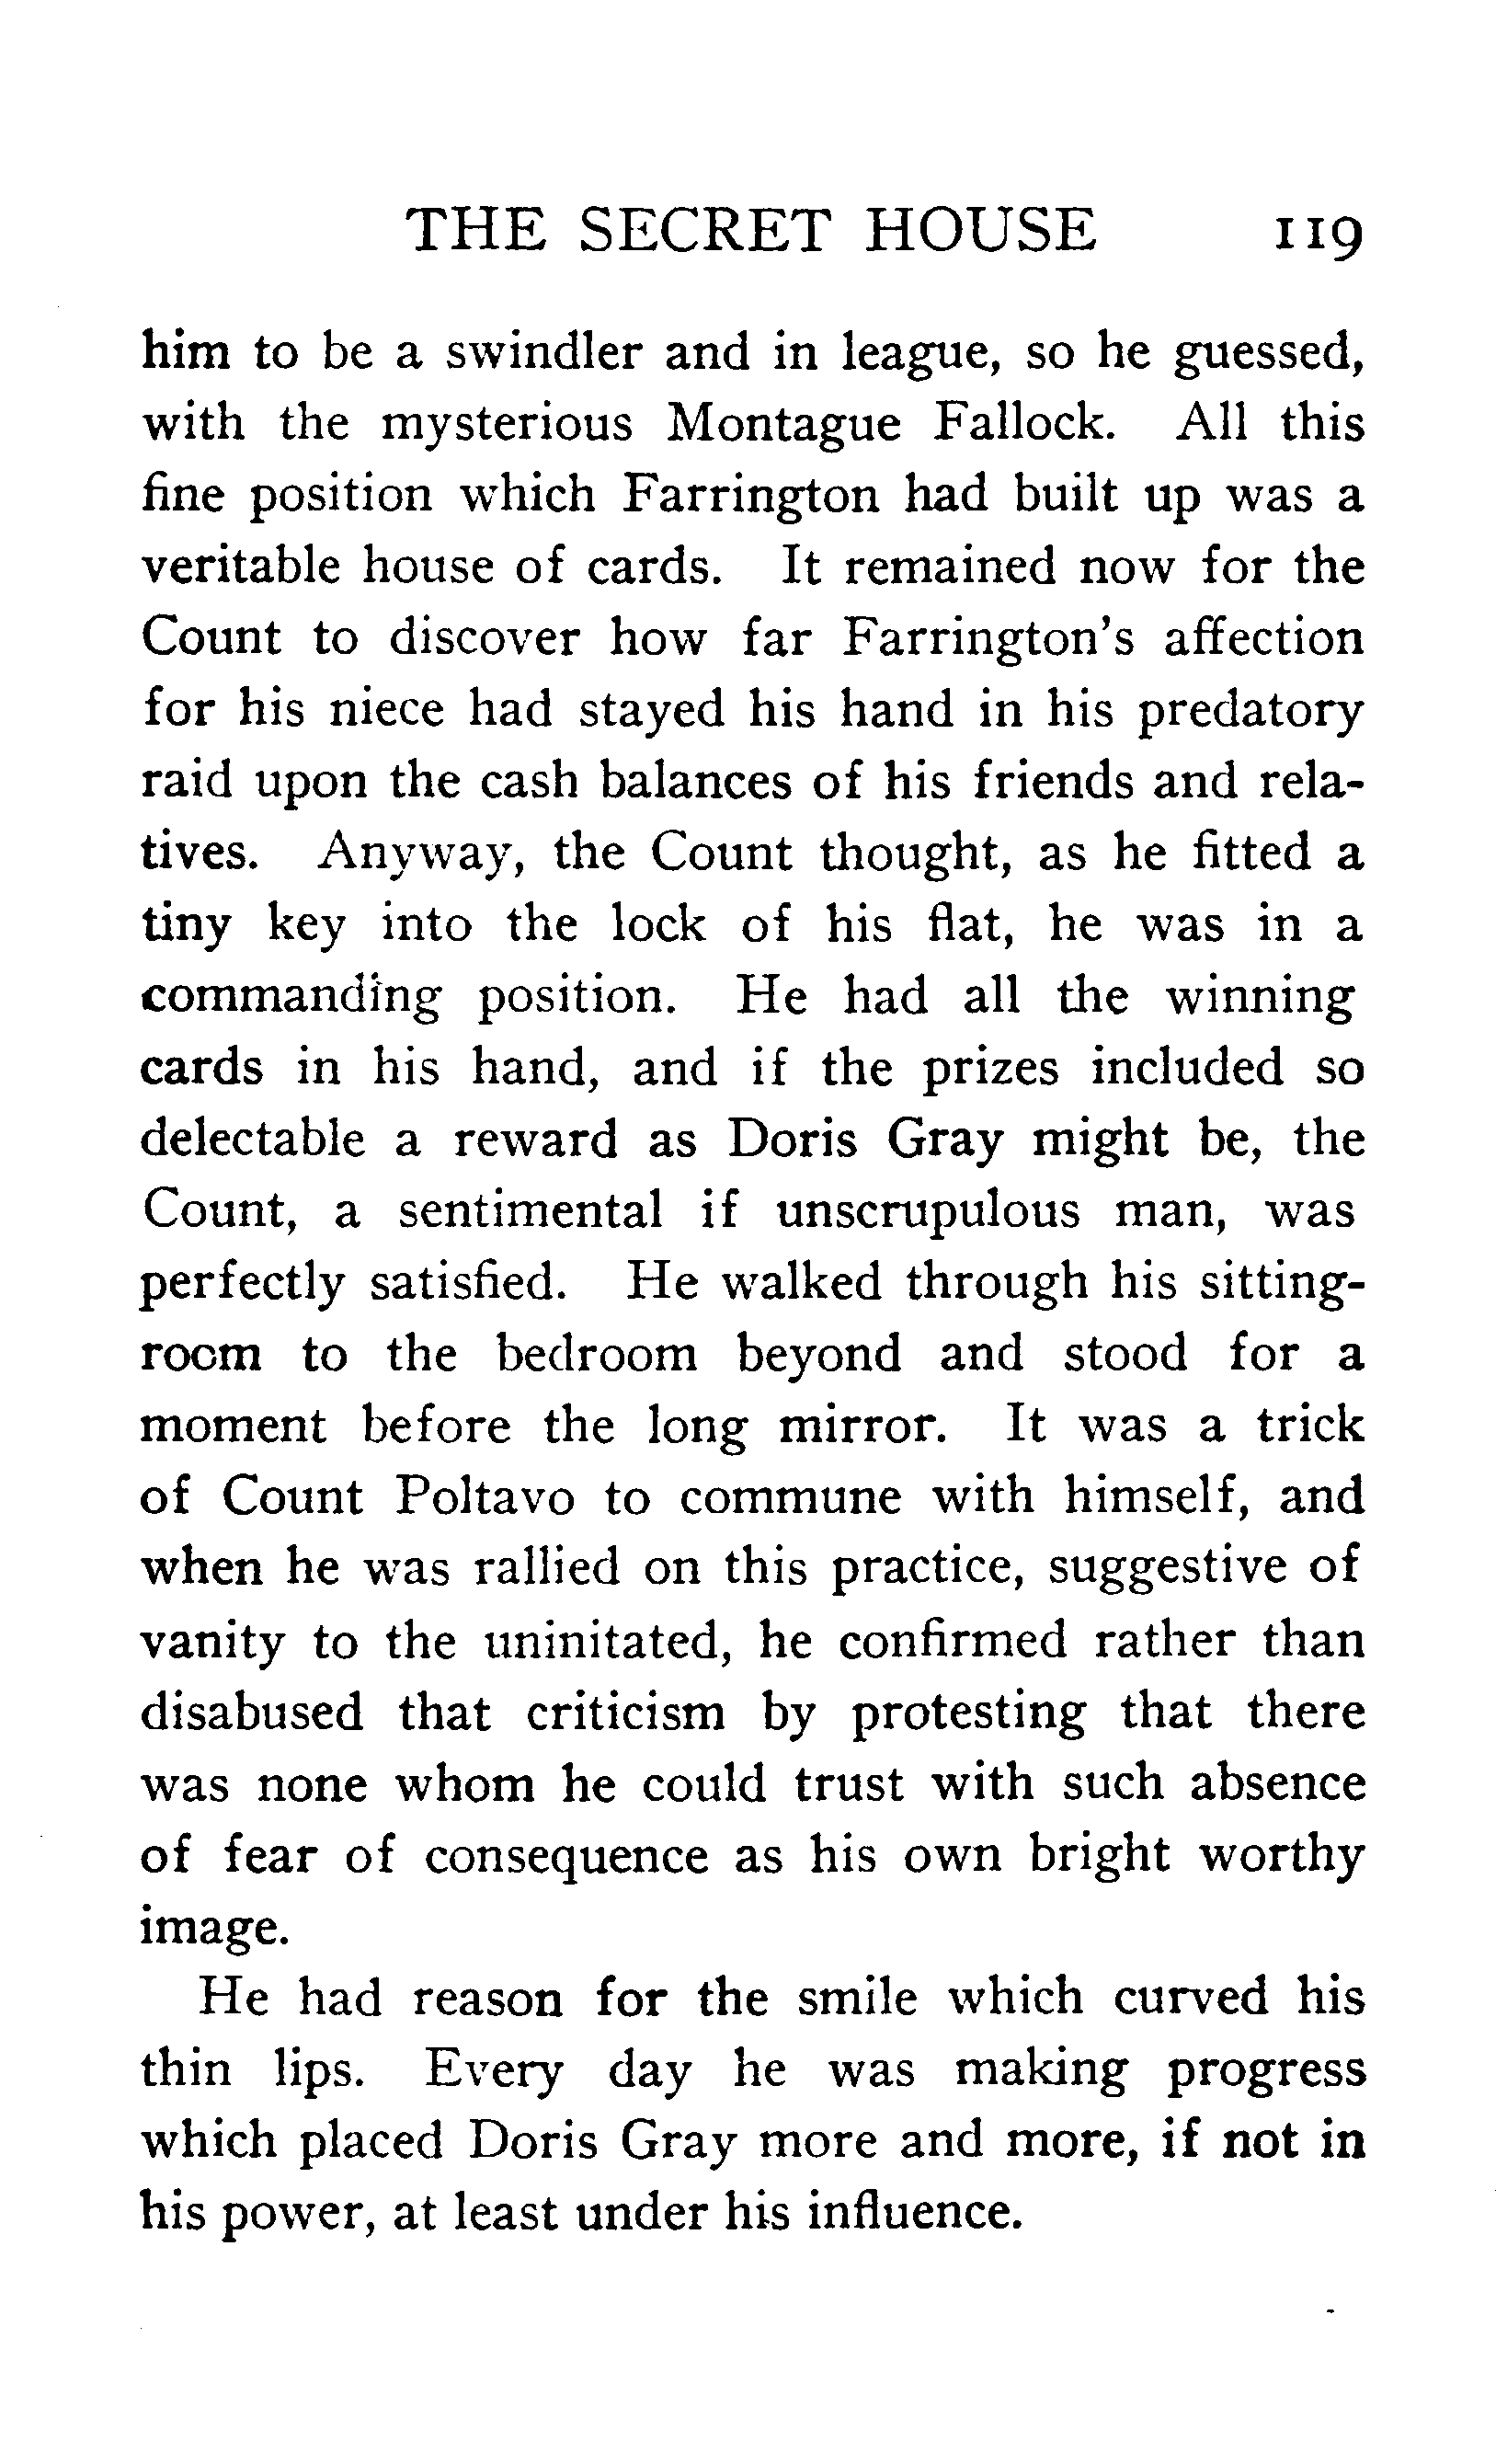 THE SECRET HOUSE 119
him to be a swindler and in league, so he guessed,
with the mysterious Montague Fallock. All this
fine position which Farrington had built up was a
veritable house of cards. It remained now for the
Count to discover how far Farrington's affection
for his niece had stayed his hand in his predatory
raid upon the cash balances of his friends and rela-
tives. Anyway, the Count thought, as he fitted a
tiny key into the lock of his flat, he was in a
commanding position. He had all the winning
cards in his hand, and if the prizes included so
delectable a reward as Doris Gray might be, the
Count, a sentimental if unscrupulous man, was
perfectly satisfied. He walked through his sitting-
room to the bedroom beyond and stood for a
moment before the long mirror. It was a trick
of Count Poltavo to commune with himself, and
when he was rallied on this practice, suggestive of
vanity to the uninitated, he confirmed rather than
disabused that criticism by protesting that there
was none whom he could trust with such absence
of fear of consequence as his own bright worthy
image.
He had reason for the smile which curved his
thin lips. Every day he was making progress
which placed Doris Gray more and more, if not in
his power, at least under his influence.